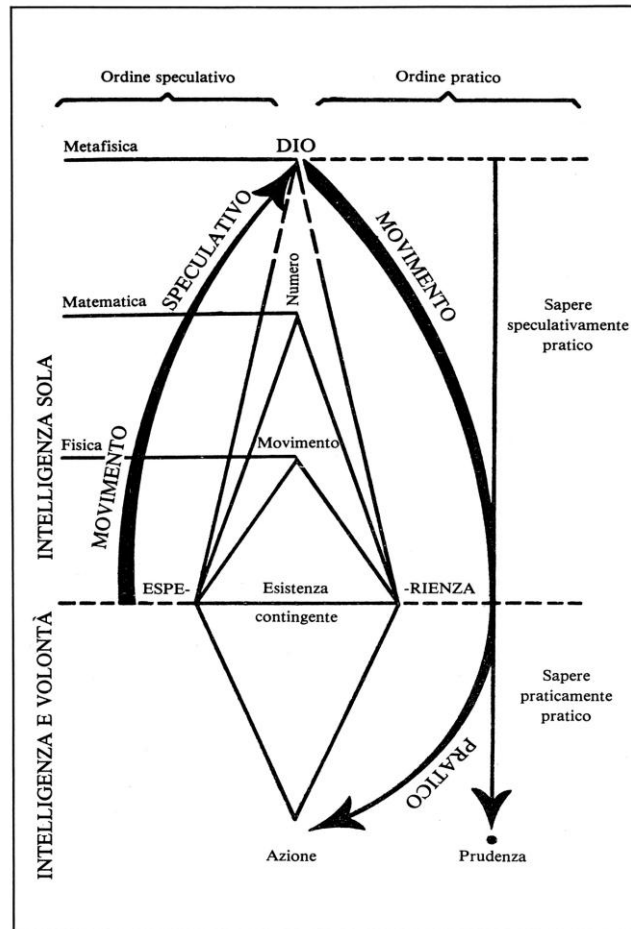 Ordine speculativo
Ordine pratico
DIO
Metafisica
MOVIMENTO
SPECULATIVO
MOVIMENTO
Numero
Matematica
Sapere
speculativamente
pratico
INTELLIGENZA SOLA
Fisica
Movimento
ESPE-
Esistenza
-RIENZA
contingente
INTELLIGENZA E VOLONTÀ
Sapere
praticamente
pratico
PRATICO
Azione
Prudenza